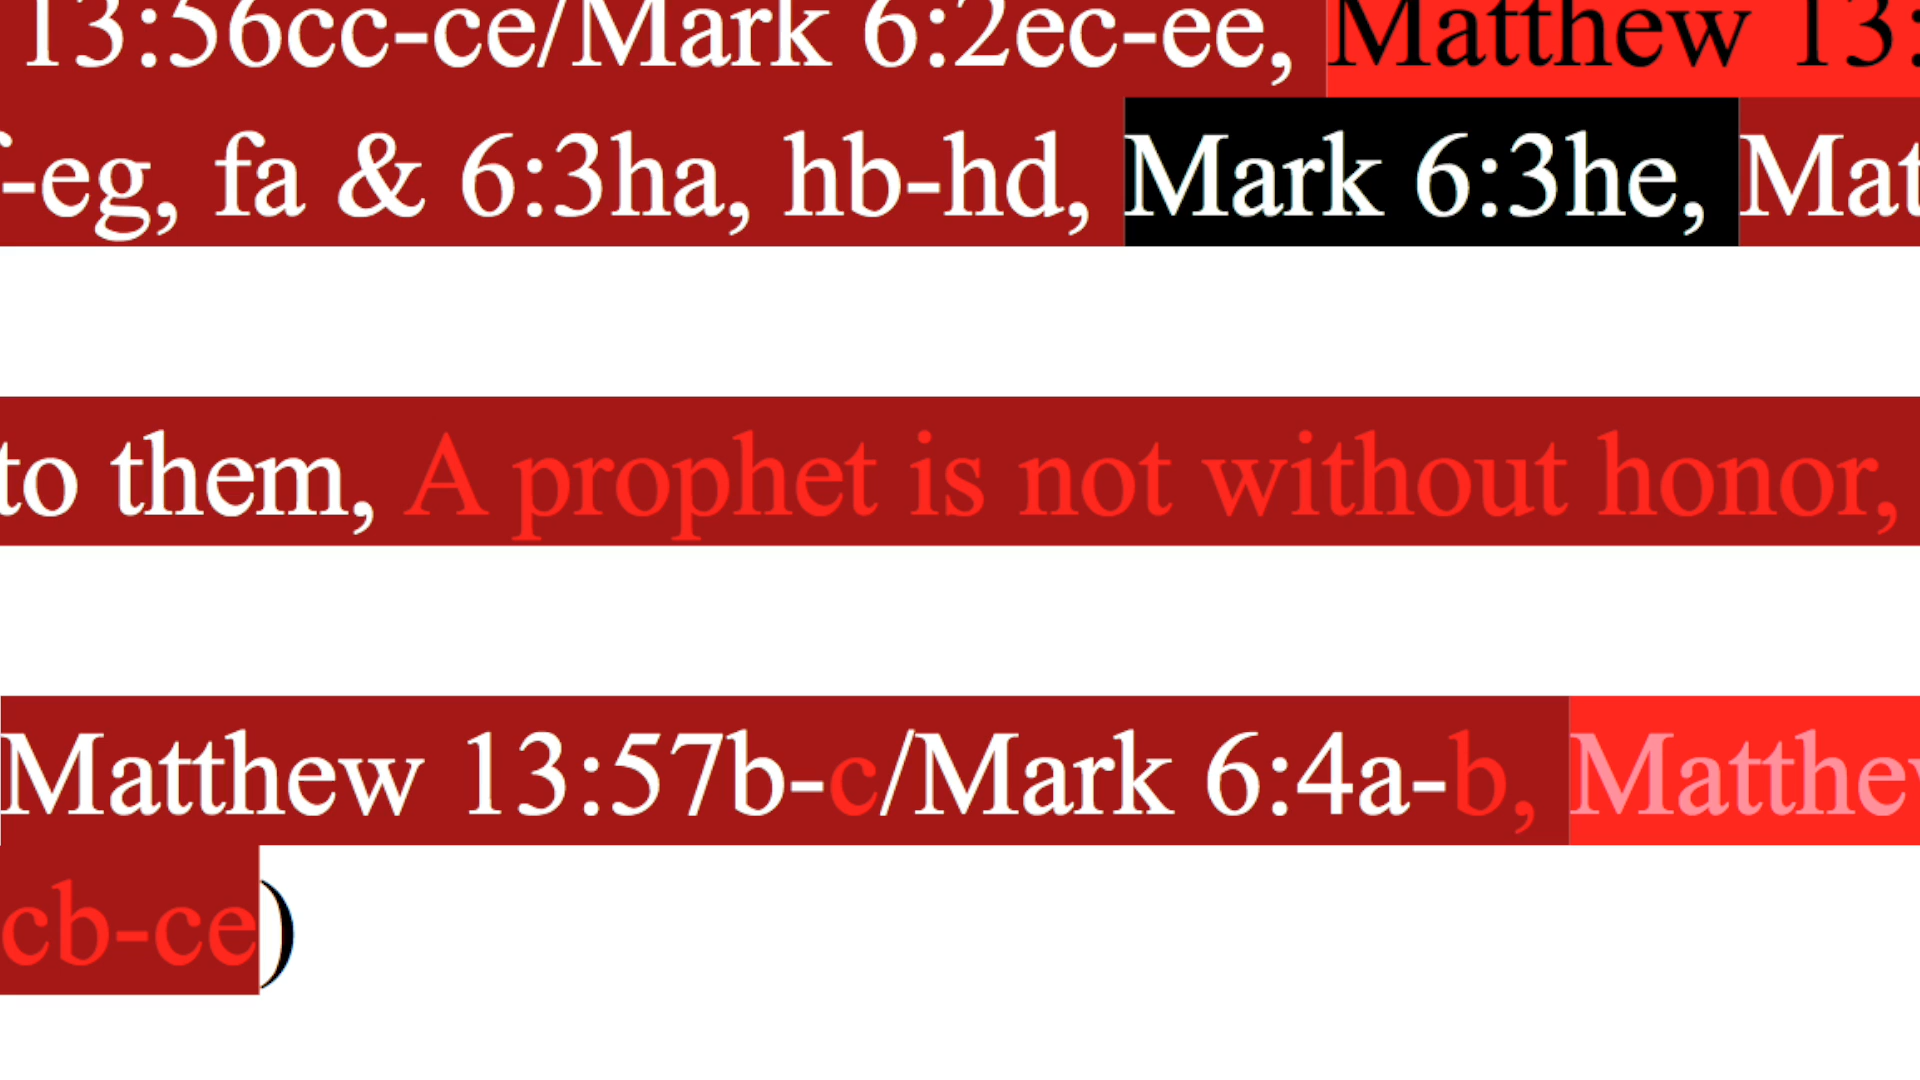 13:56cc-ce/Mark 6:2ec-ee, Matthew 13:
-eg, fa & 6:3ha, hb-hd, Mark 6:3he, Mat
to them, A prophet is not without honor,
Matthew 13:57b-c/Mark 6:4a-b, Matthew
cb-ce)